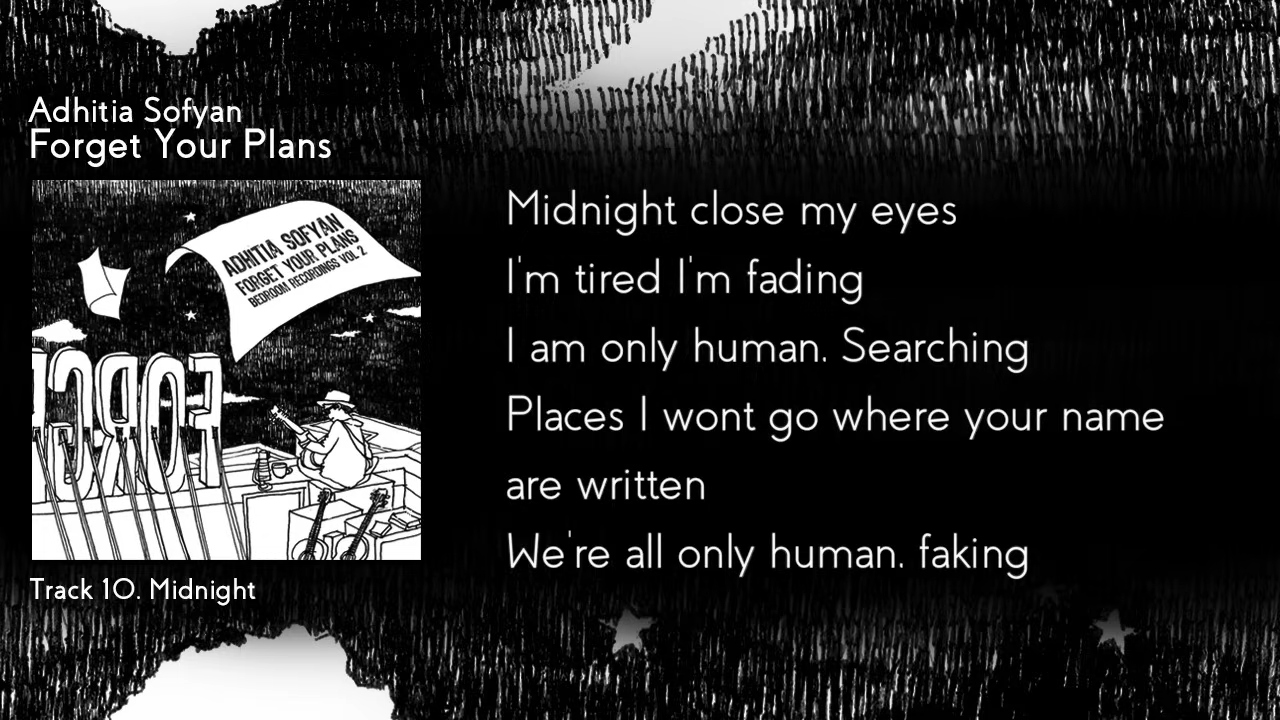 Adhitia Sofyan
Forget Your Plans
ADHITIA SOFYAN
FORGET YOUR PLANS
BEDROOM RECORDINGS VOL 2
FORG
Track 10. Midnight
Midnight close my eyes
I'm tired I'm fading
I am only human. Searching
Places I wont go where your name
are written
We're all only human. faking